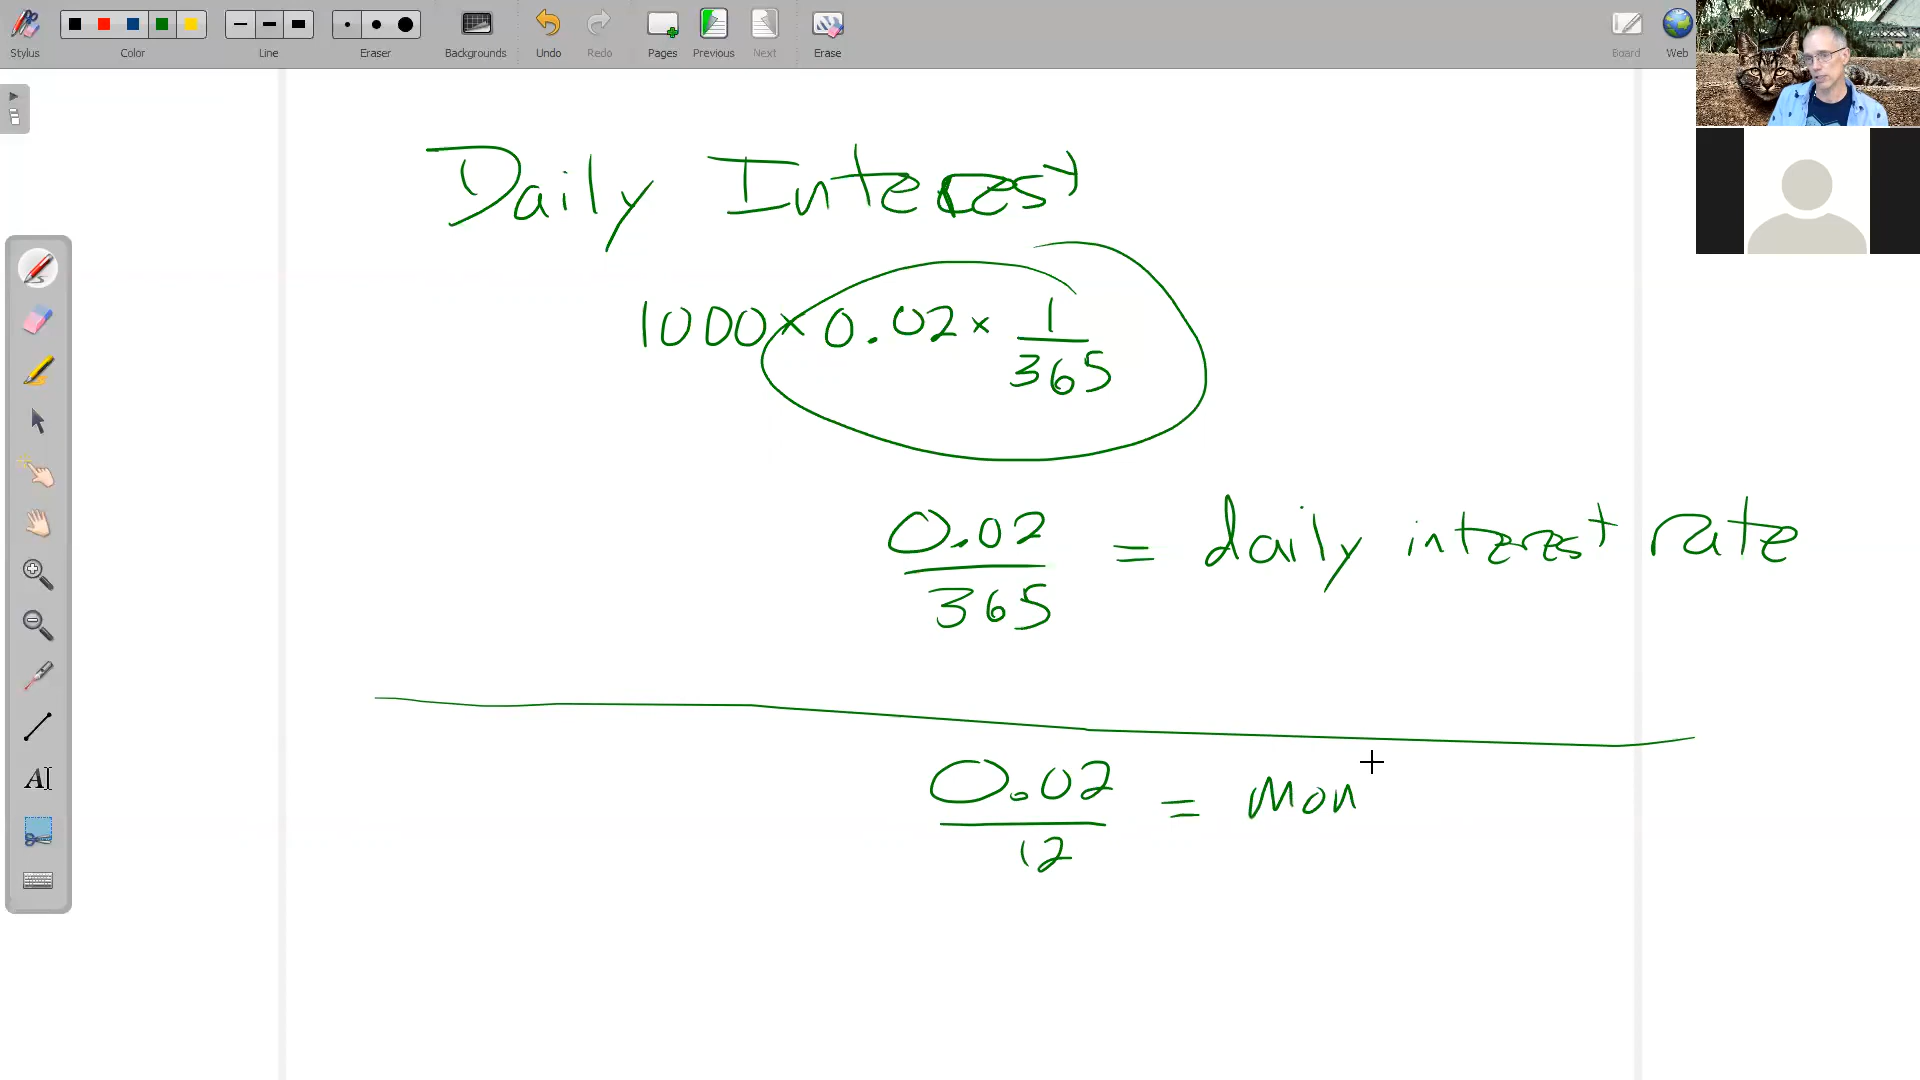 Stylus Color Line Eraser Backgrounds Undo Redo Pages Previous Next Erase Board Web
Daily Interest
1000 × 0.02 × 1/365
0.02/365 = daily interest rate
0.02/12 = Mon